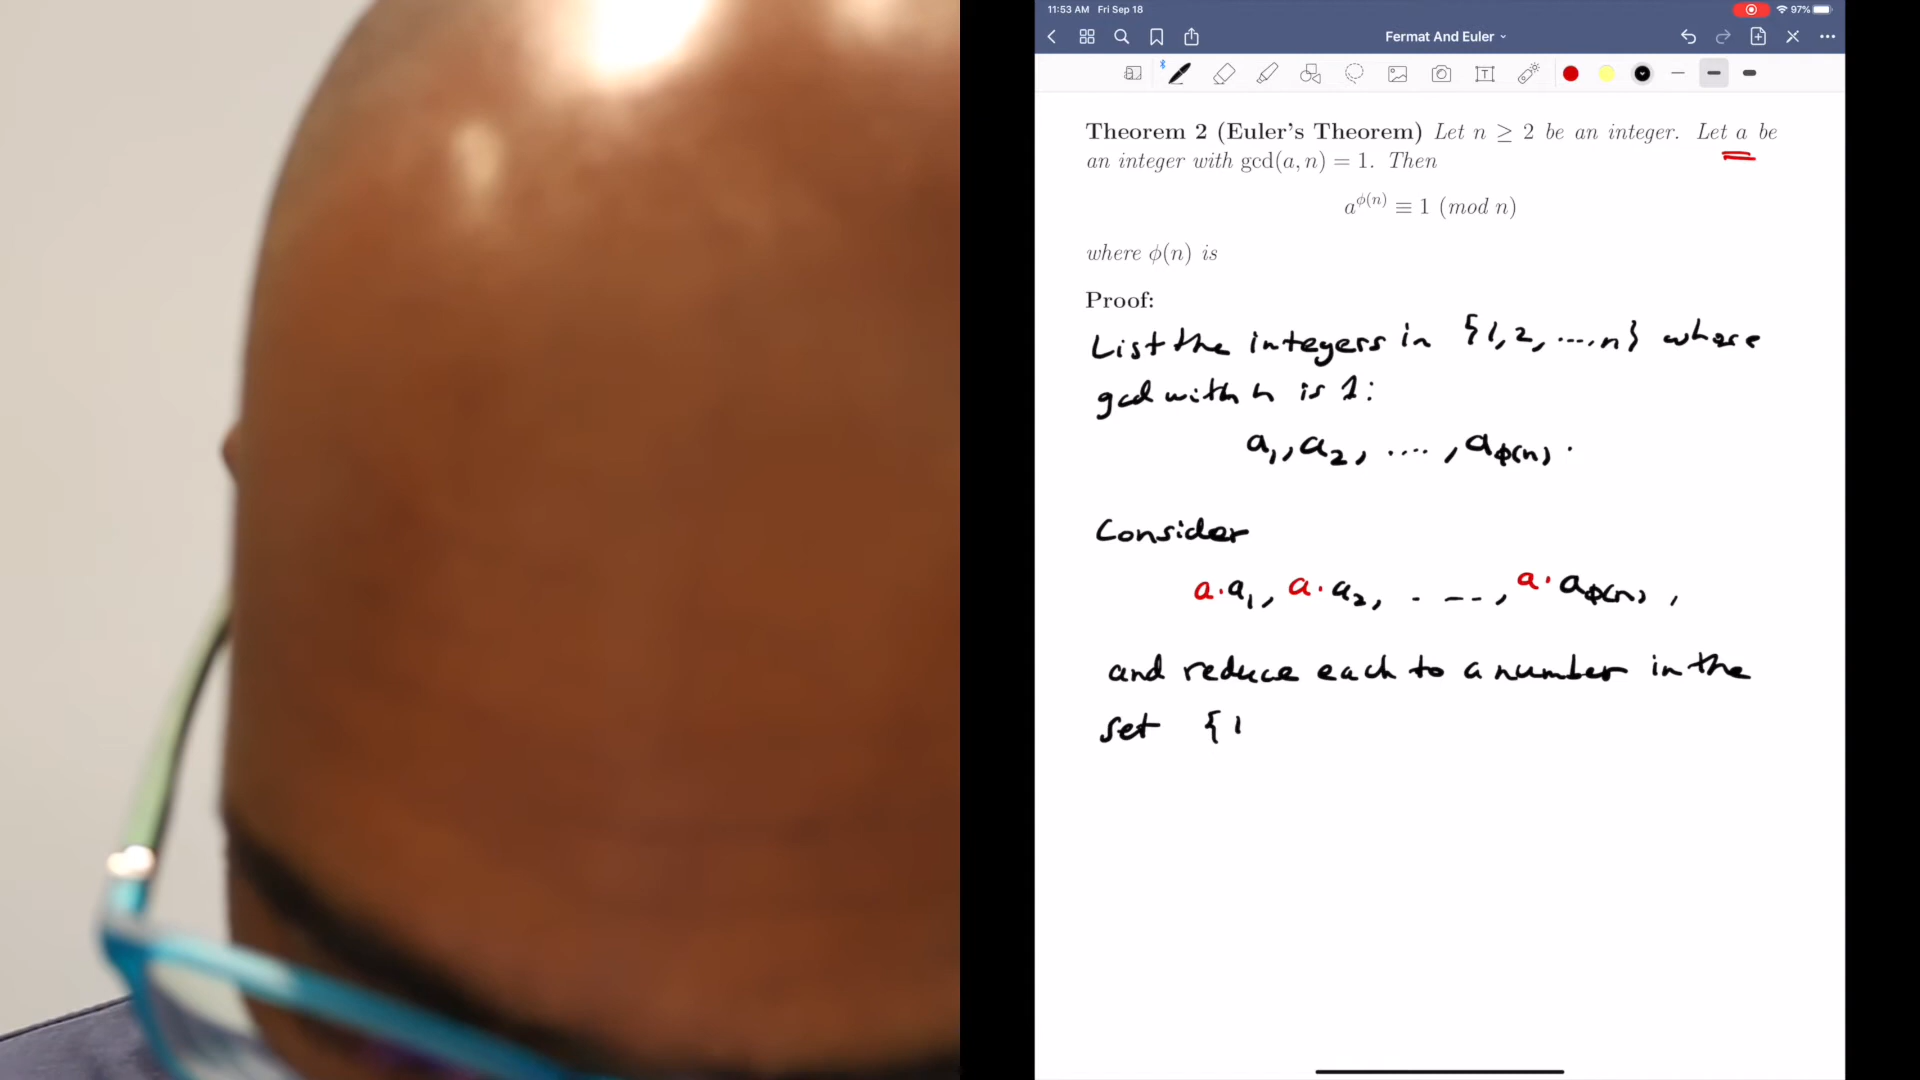 11:53 AM Fri Sep 18
97%
Fermat And Euler
Theorem 2 (Euler's Theorem) Let n ≥ 2 be an integer. Let a be
an integer with gcd(a, n) = 1. Then
a^{ϕ(n)} ≡ 1 (mod n)
where ϕ(n) is
Proof:
List the integers in {1, 2, ...., n} where
gcd with n is 1:
a₁, a₂, ...., a_{ϕ(n)}.
Consider
a·a₁, a·a₂, . - - -, a·a_{ϕ(n)},
and reduce each to a number in the
set {1